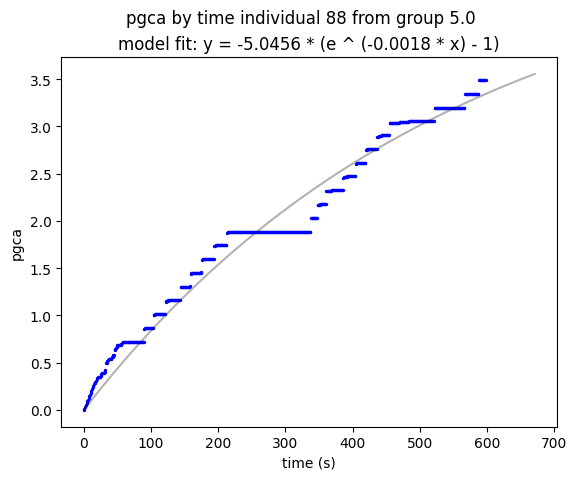 pgca by time individual 88 from group 5.0
model fit: y = -5.0456 * (e ^ (-0.0018 * x) - 1)
3.5
3.0
2.5
2.0
1.5
1.0
0.5
0.0
pgca
0 100 200 300 400 500 600 700
time (s)